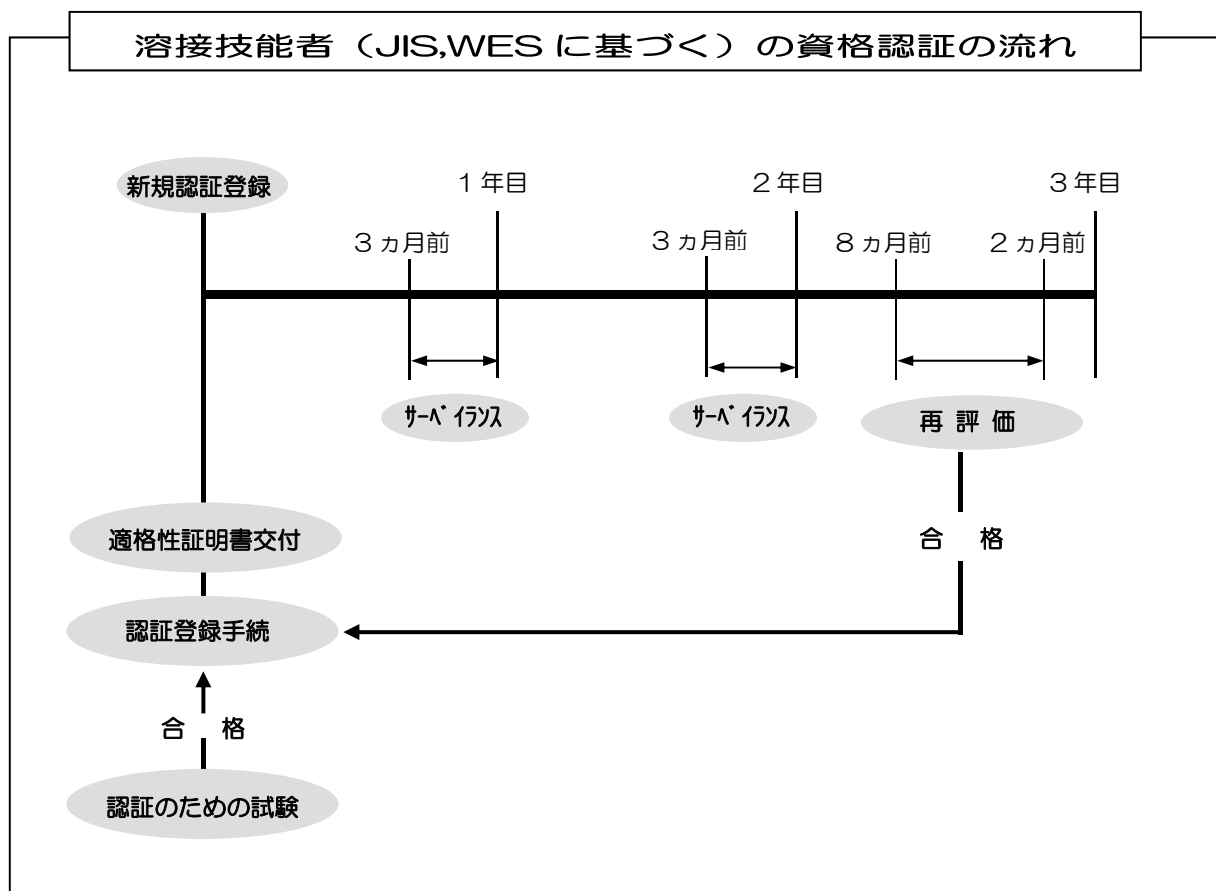 溶接技能者（JIS,WES に基づく）の資格認証の流れ
新規認証登録
1 年目
2 年目
3 年目
3 ヵ月前
3 ヵ月前
8 ヵ月前
2 ヵ月前
ｻｰﾍﾞｲﾗﾝｽ
ｻｰﾍﾞｲﾗﾝｽ
再 評 価
適格性証明書交付
合 格
認証登録手続
合 格
認証のための試験